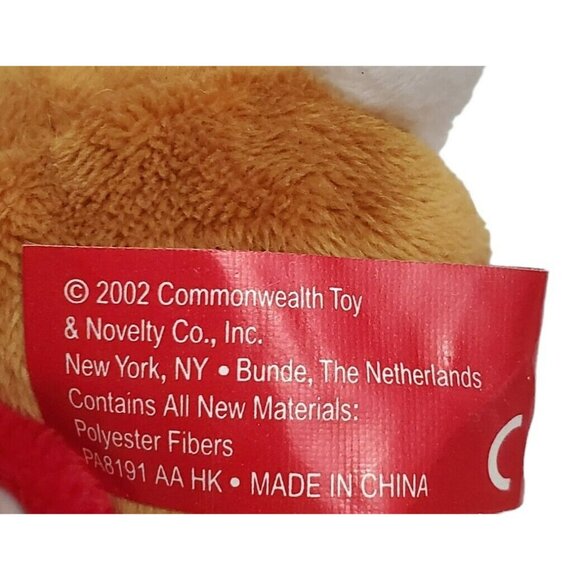 © 2002 Commonwealth Toy
& Novelty Co., Inc.
New York, NY • Bunde, The Netherlands
Contains All New Materials:
Polyester Fibers
PA8191 AA HK • MADE IN CHINA
C